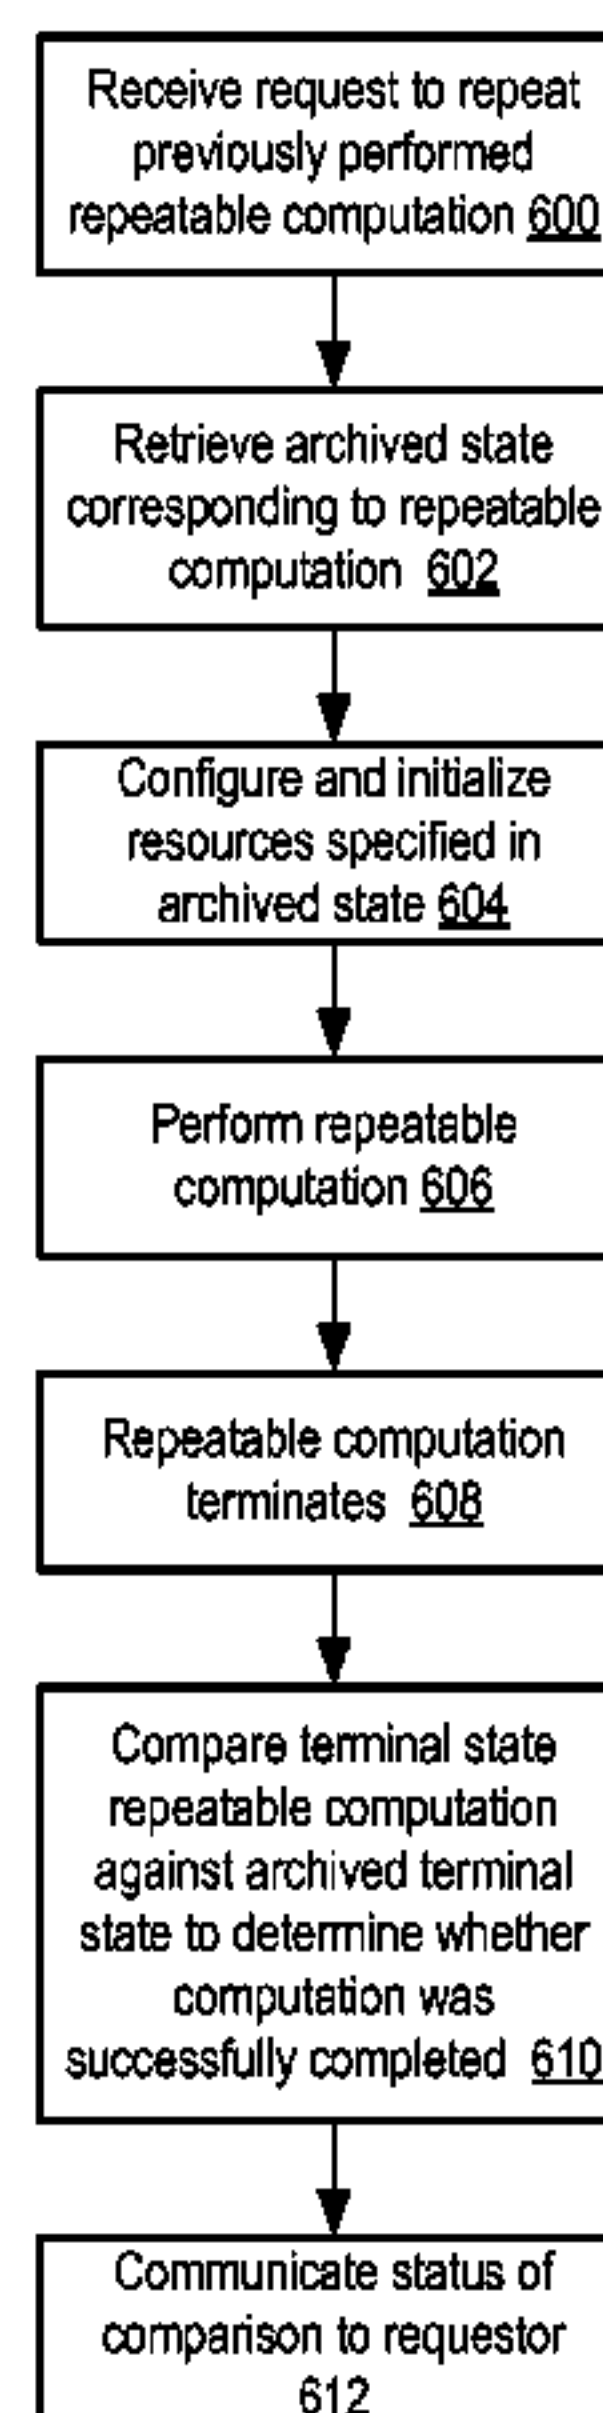 Receive request to repeat
previously performed
repeatable computation 600
Retrieve archived state
corresponding to repeatable
computation 602
Configure and initialize
resources specified in
archived state 604
Perform repeatable
computation 606
Repeatable computation
terminates 608
Compare terminal state
repeatable computation
against archived terminal
state to determine whether
computation was
successfully completed 610
Communicate status of
comparison to requestor
612